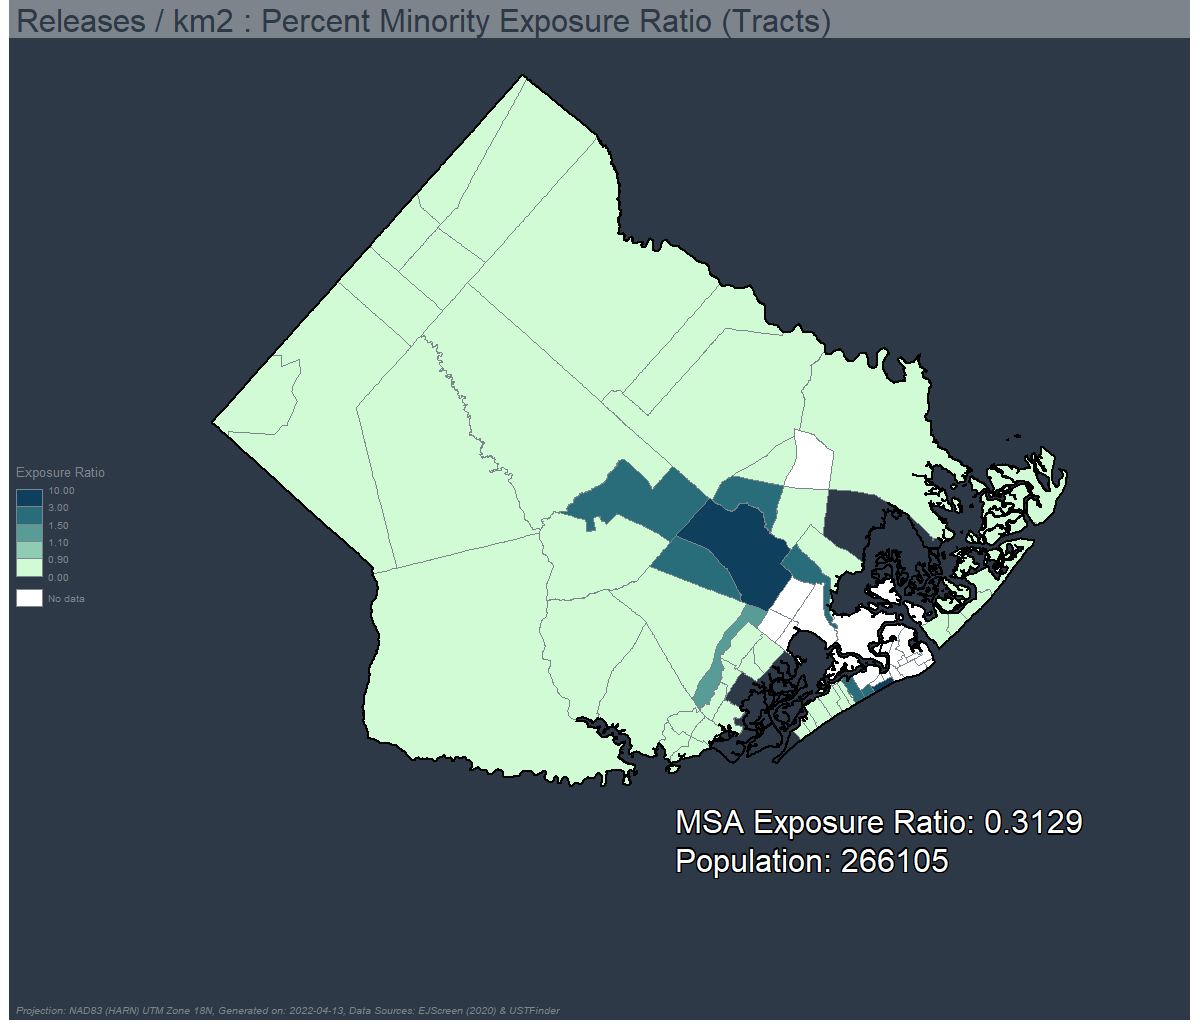 Releases / km2 : Percent Minority Exposure Ratio (Tracts)
Exposure Ratio
10.00
3.00
1.50
1.10
0.90
0.00
No data
MSA Exposure Ratio: 0.3129
Population: 266105
Projection: NAD83 (HARN) UTM Zone 18N, Generated on: 2022-04-13, Data Sources: EJScreen (2020) & USTFinder